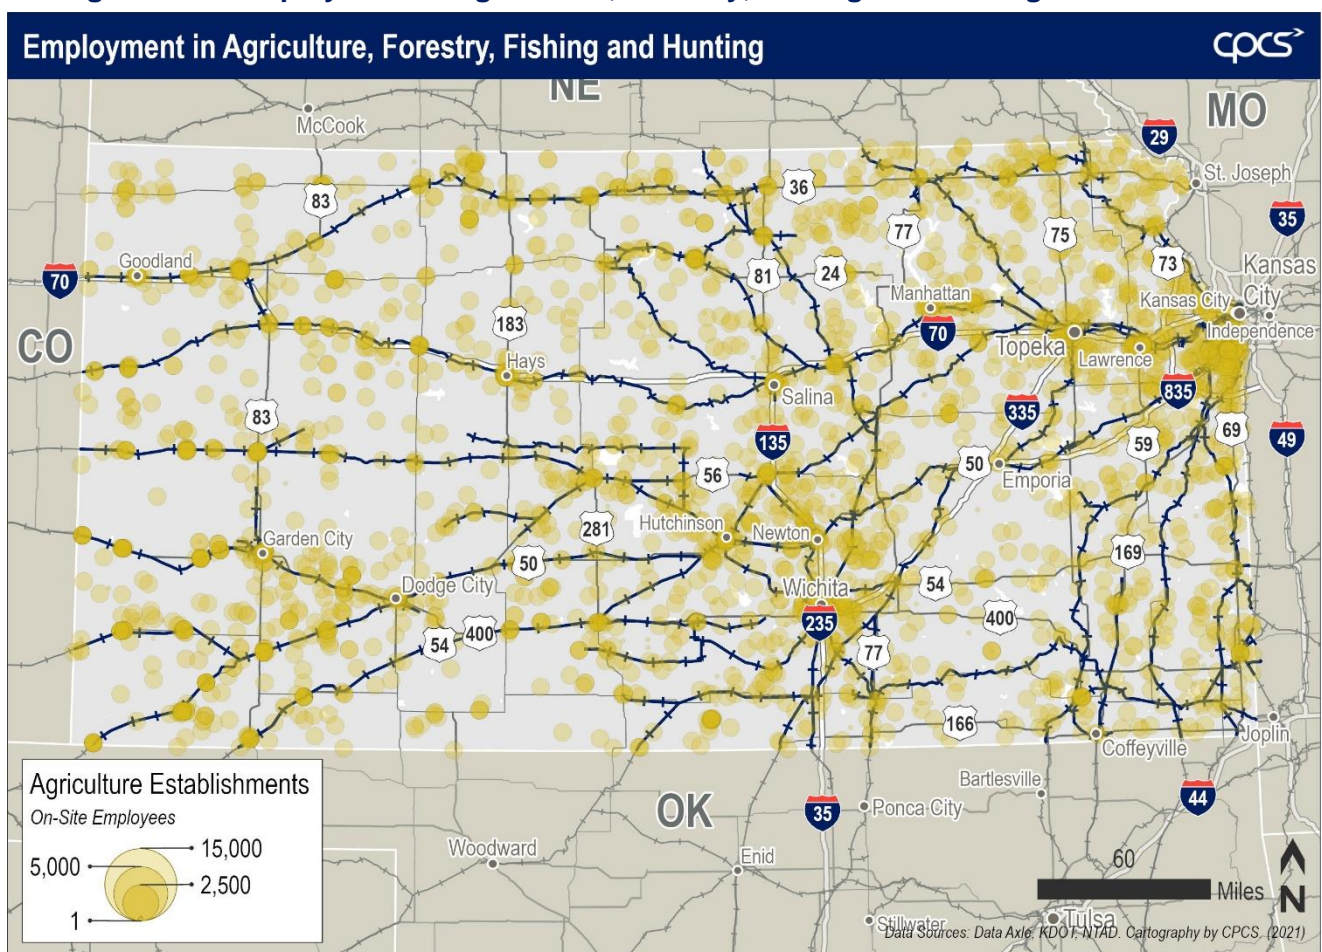 Employment in Agriculture, Forestry, Fishing and Hunting
cpcs
NE
MO
McCook
29
St. Joseph
36
83
35
77
75
73
Goodland
70
81
24
Kansas City
Kansas City
Manhattan
Independence
183
70
CO
Topeka
Lawrence
Hays
Salina
835
335
83
69
135
59
49
50
56
Emporia
281
Hutchinson
Newton
Garden City
169
50
54
Dodge City
Wichita
400
235
54
400
77
166
Joplin
Coffeyville
Agriculture Establishments
On-Site Employees
15,000
5,000
2,500
1
Bartlesville
44
OK
35
Ponca City
Woodward
Enid
60
Miles
N
Stillwater
Tulsa
Data Sources: Data Axle, KDOT, NTAD. Cartography by CPCS. (2021)